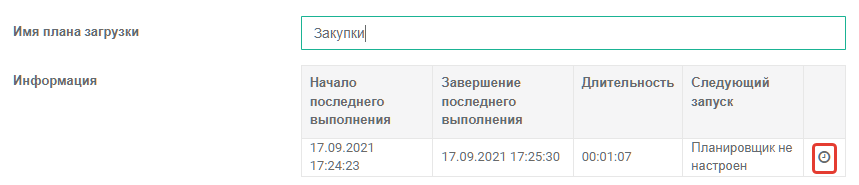 Имя плана загрузки
Закупки
Информация
Начало последнего выполнения
Завершение последнего выполнения
Длительность
Следующий запуск
17.09.2021 17:24:23
17.09.2021 17:25:30
00:01:07
Планировщик не настроен